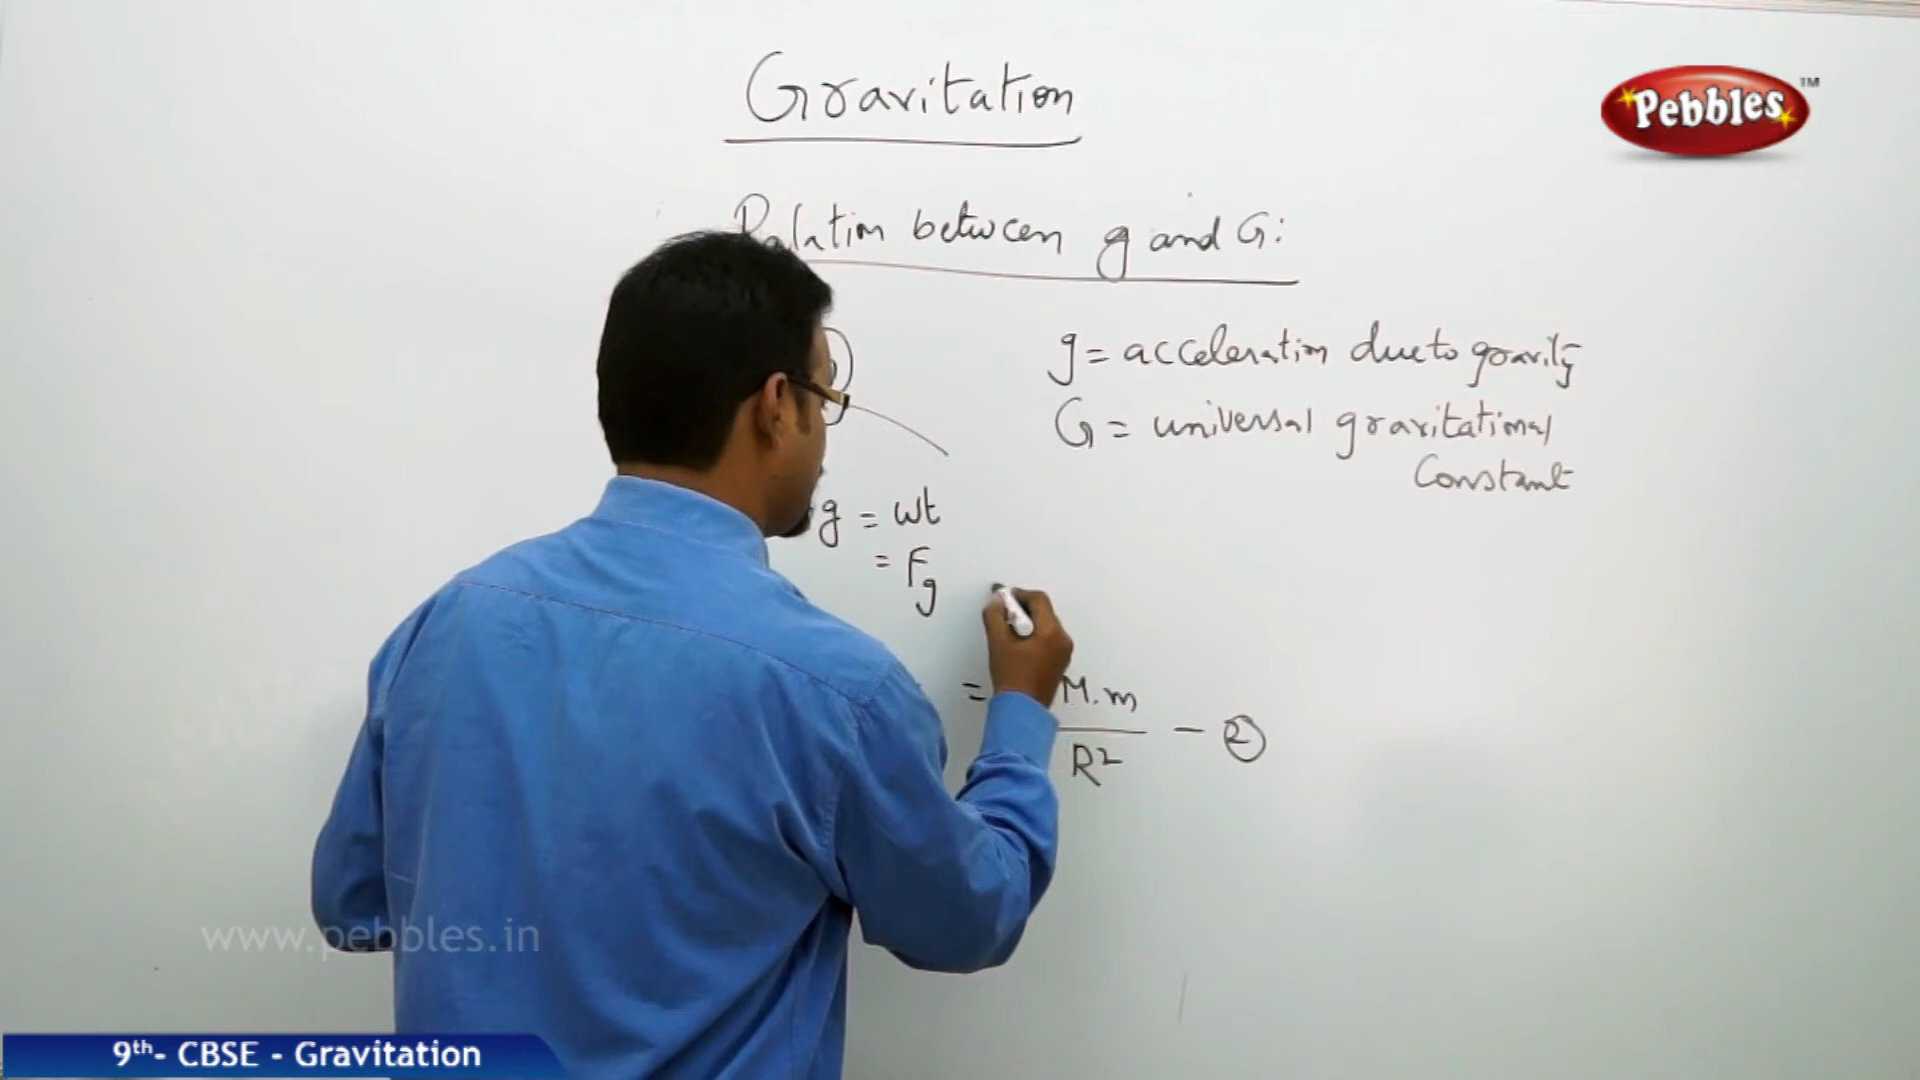 Gravitation
Pebbles™
Relation between g and G:
g = acceleration due to gravity
G = universal gravitational
Constant
g = wt
= Fg
= M.m
R² - ②
www.pebbles.in
9th- CBSE - Gravitation